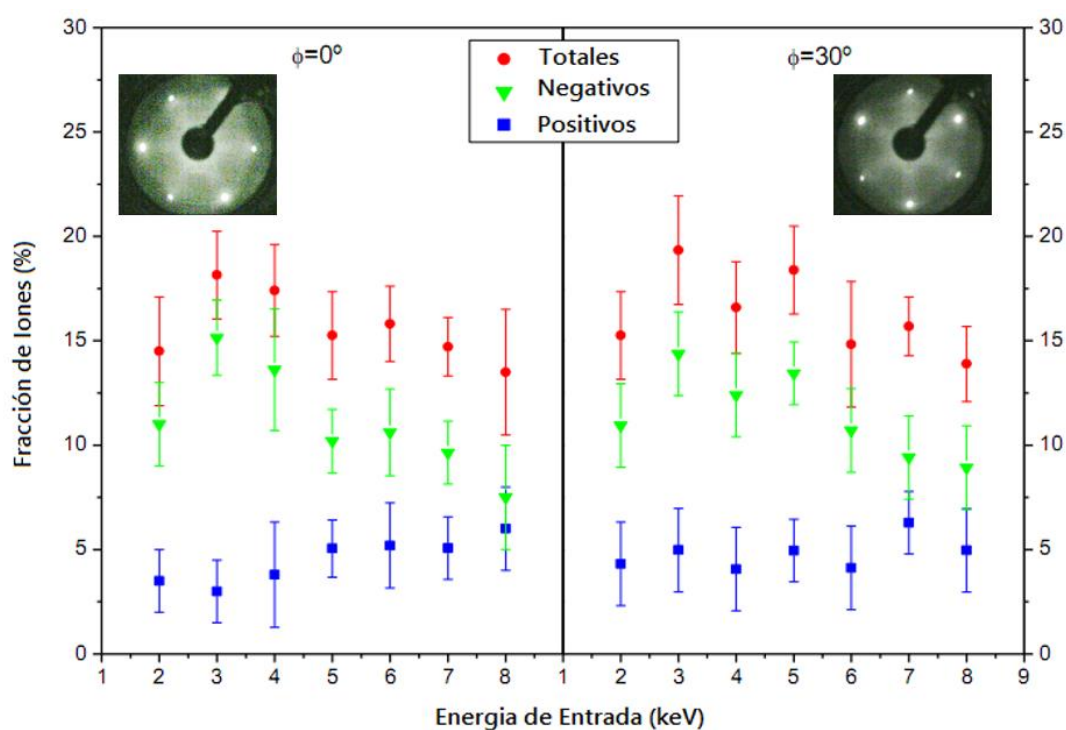 30
25
20
15
10
5
0
Fracción de Iones (%)
ϕ=0º
Totales
Negativos
Positivos
ϕ=30º
30
25
20
15
10
5
0
1 2 3 4 5 6 7 8 1 2 3 4 5 6 7 8 9
Energia de Entrada (keV)